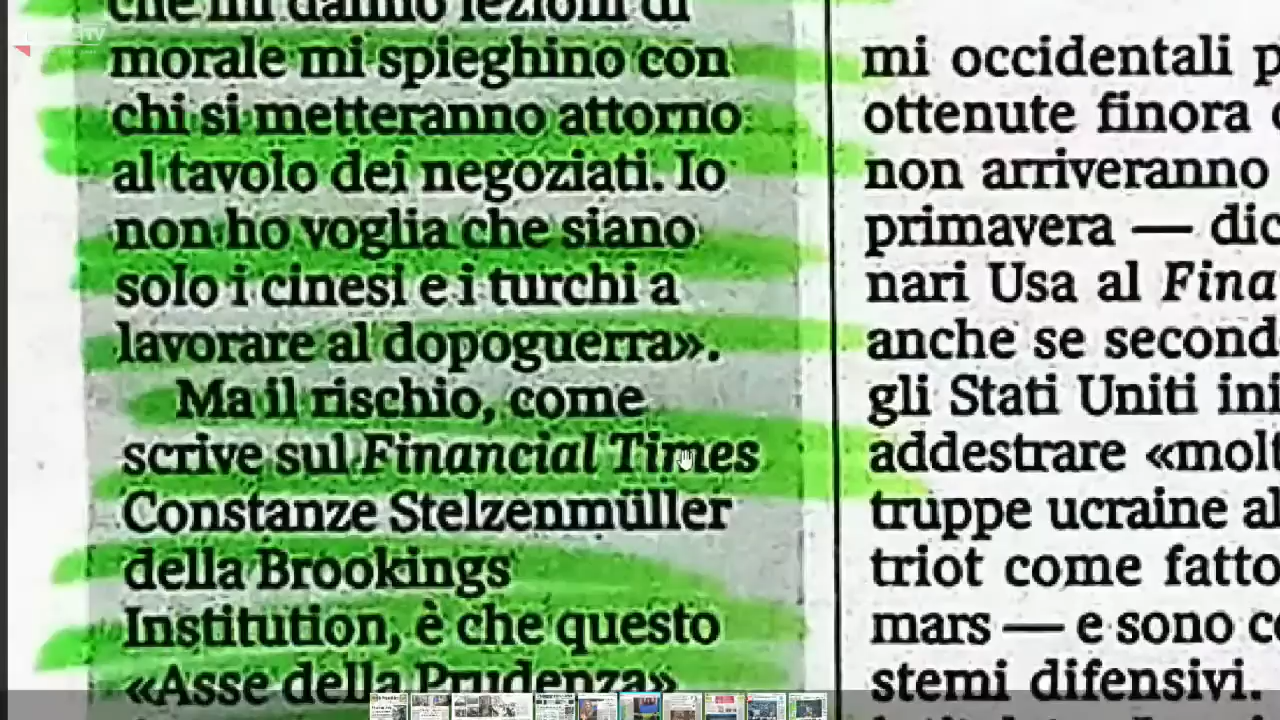 che mi danno lezioni di
morale mi spieghino con
chi si metteranno attorno
al tavolo dei negoziati. Io
non ho voglia che siano
solo i cinesi e i turchi a
lavorare al dopoguerra».
Ma il rischio, come
scrive sul Financial Times
Constanze Stelzenmüller
della Brookings
Institution, è che questo
«Asse della Prudenza»
mi occidentali p
ottenute finora
non arriveranno
primavera — dic
nari Usa al Fina
anche se second
gli Stati Uniti ini
addestrare «molt
truppe ucraine al
triot come fatto
mars — e sono co
stemi difensivi.